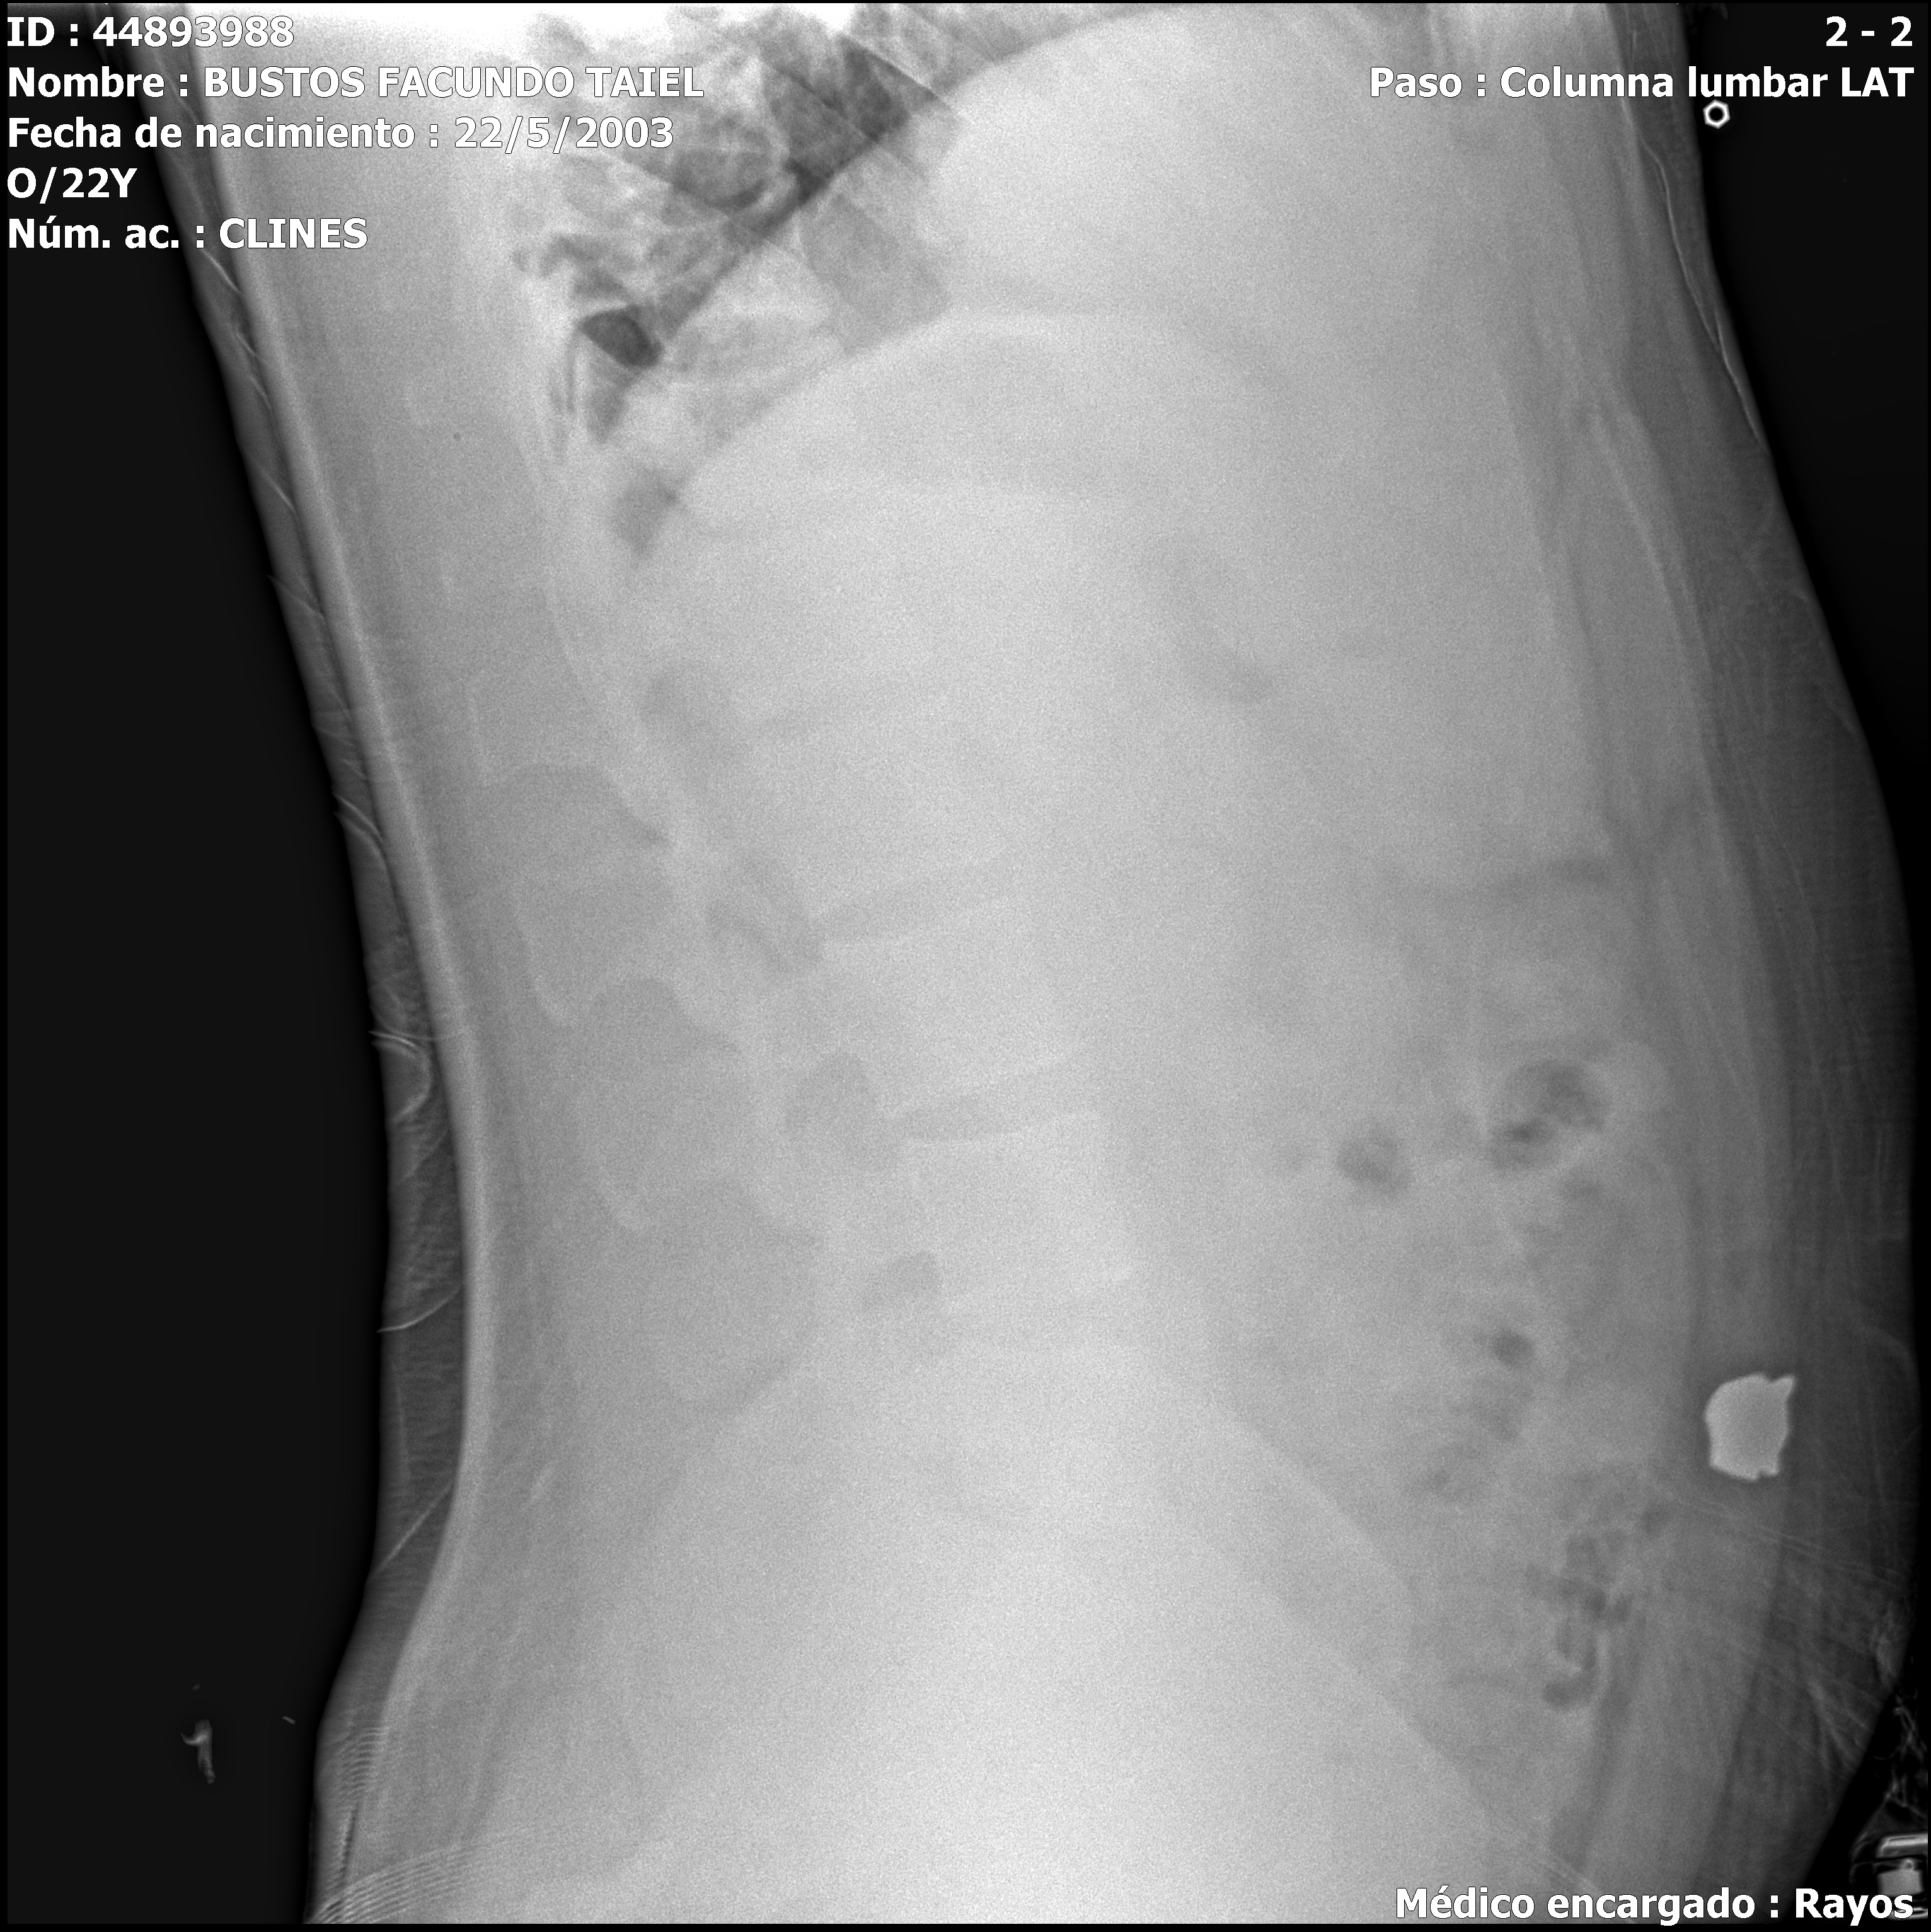 ID : 44893988
Nombre : BUSTOS FACUNDO TAIEL
Fecha de nacimiento : 22/5/2003
O/22Y
Núm. ac. : CLINES
2 - 2
Paso : Columna lumbar LAT
Médico encargado : Rayos